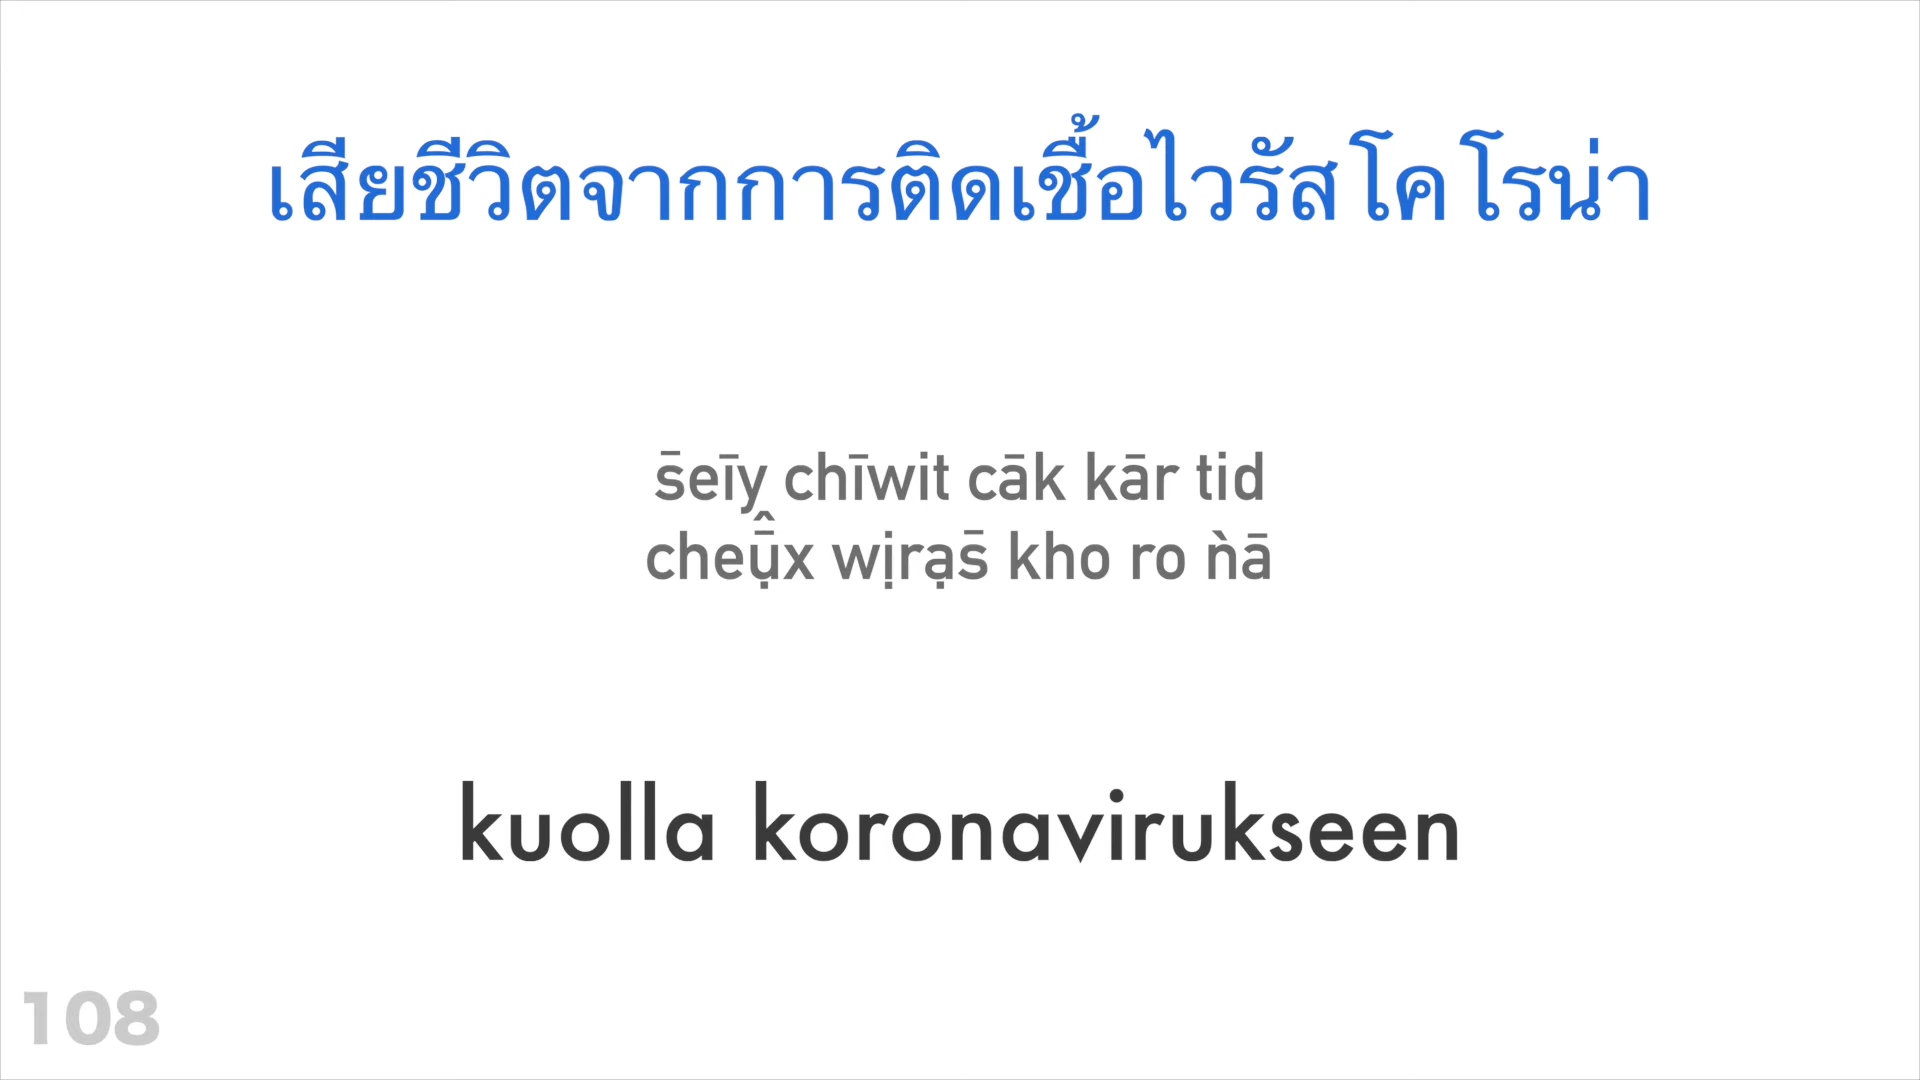 เสียชีวิตจากการติดเชื้อไวรัสโคโรน่า
s̄eīy chīwit cāk kār tid
cheụ̄̂x wịrạs̄ kho ro ǹā
kuolla koronavirukseen
108